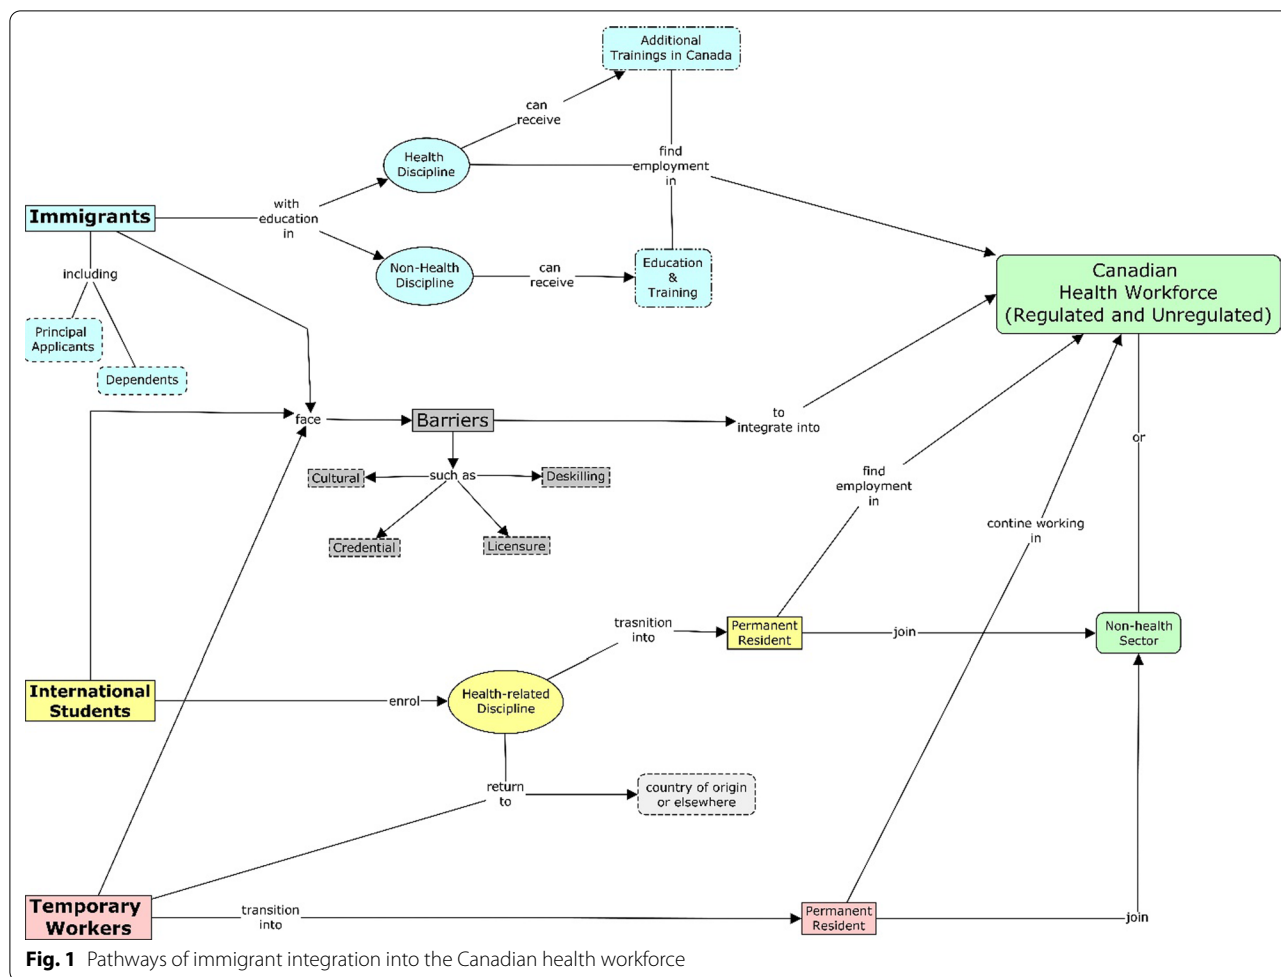 Additional
Trainings in Canada
can
receive
Health
Discipline
find
employment
in
with
education
in
Immigrants
including
Non-Health
Discipline
can
receive
Education
&
Training
Canadian
Health Workforce
(Regulated and Unregulated)
Principal
Applicants
Dependents
face
Barriers
to
integrate into
or
such as
Cultural
Deskilling
Credential
Licensure
find
employment
in
contine working
in
trasnition
into
Permanent
Resident
join
Non-health
Sector
International
Students
enrol
Health-related
Discipline
return
to
country of origin
or elsewhere
Temporary
Workers
transition
into
Permanent
Resident
join
Fig. 1 Pathways of immigrant integration into the Canadian health workforce